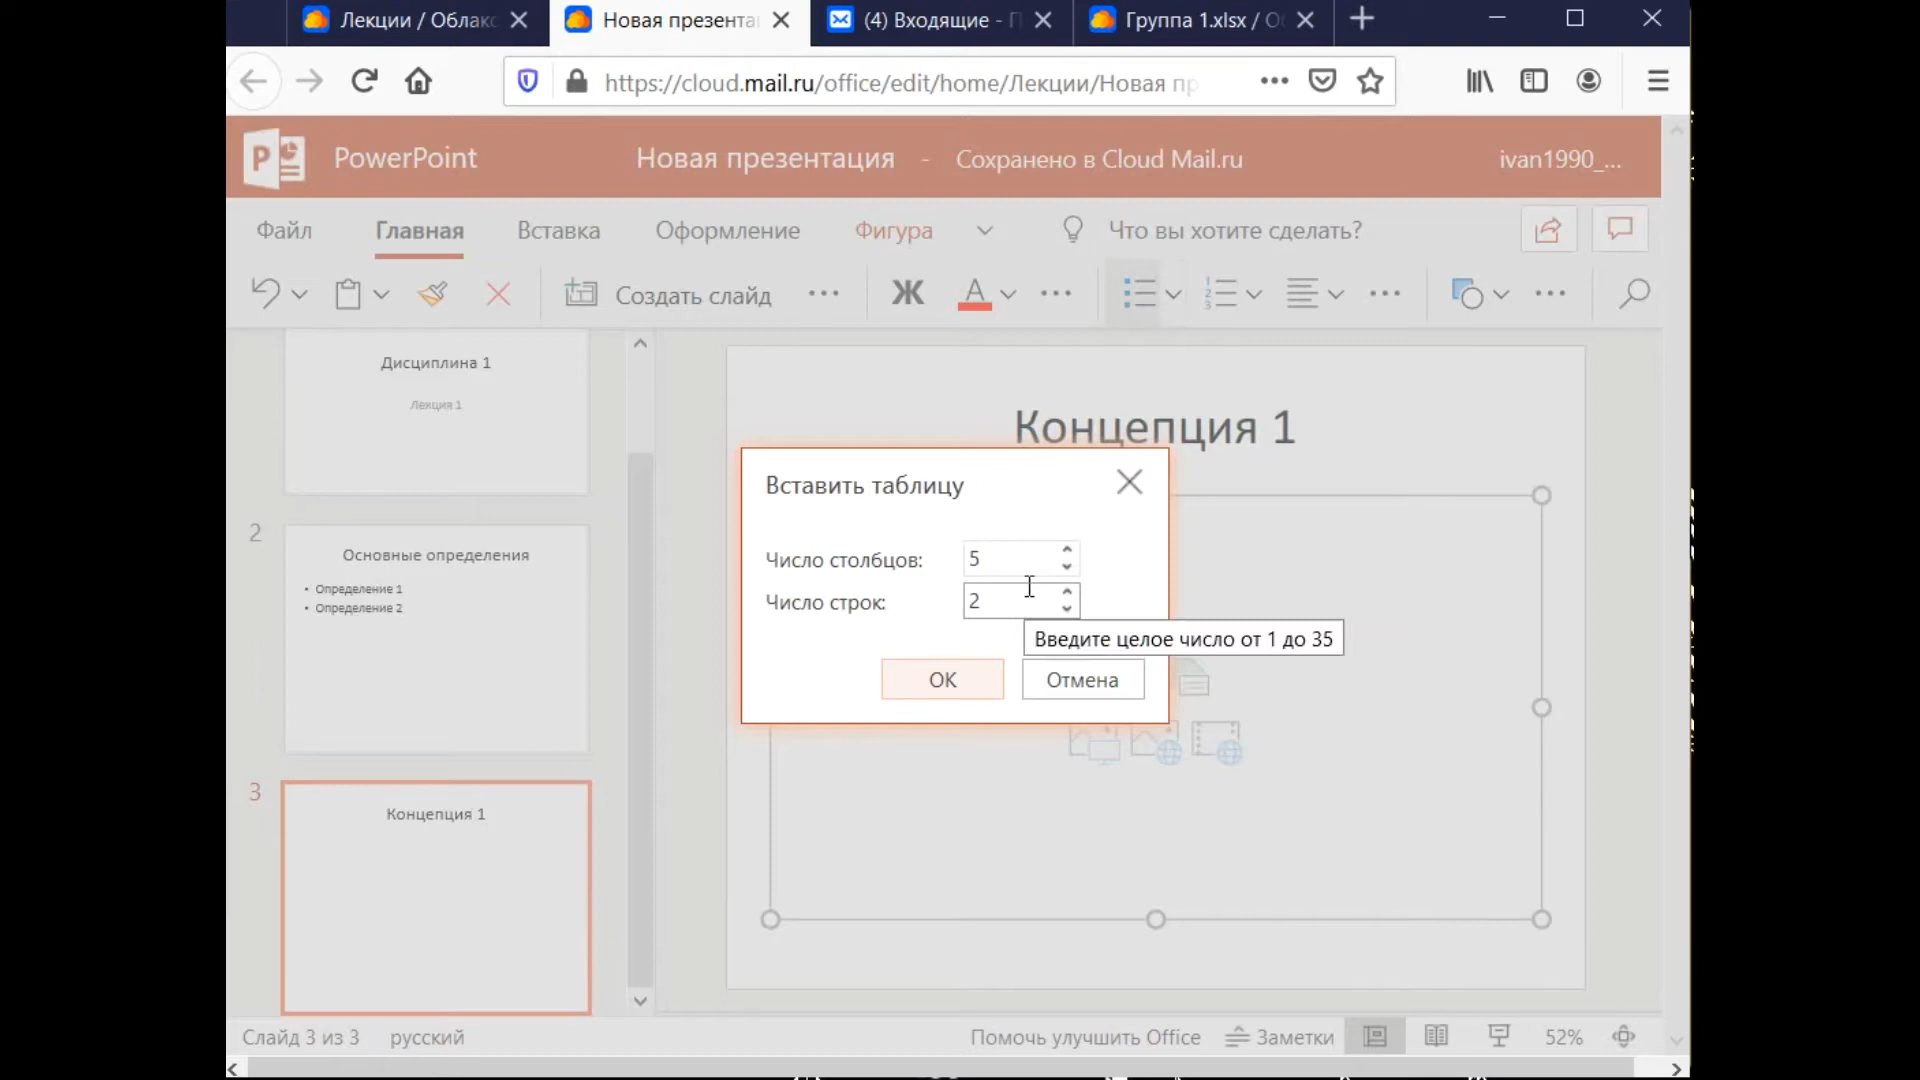 Лекции / Облак
Новая презента
(4) Входящие -
Группа 1.xlsx / О
https://cloud.mail.ru/office/edit/home/Лекции/Новая пр
PowerPoint
Новая презентация - Сохранено в Cloud Mail.ru
ivan1990_...
Файл
Главная
Вставка
Оформление
Фигура
Что вы хотите сделать?
Создать слайд
Ж
А
Дисциплина 1
Лекция 1
2
Основные определения
• Определение 1
• Определение 2
3
Концепция 1
Концепция 1
Вставить таблицу
Число столбцов: 5
Число строк: 2
Введите целое число от 1 до 35
ОК
Отмена
Слайд 3 из 3
русский
Помочь улучшить Office
Заметки
52%